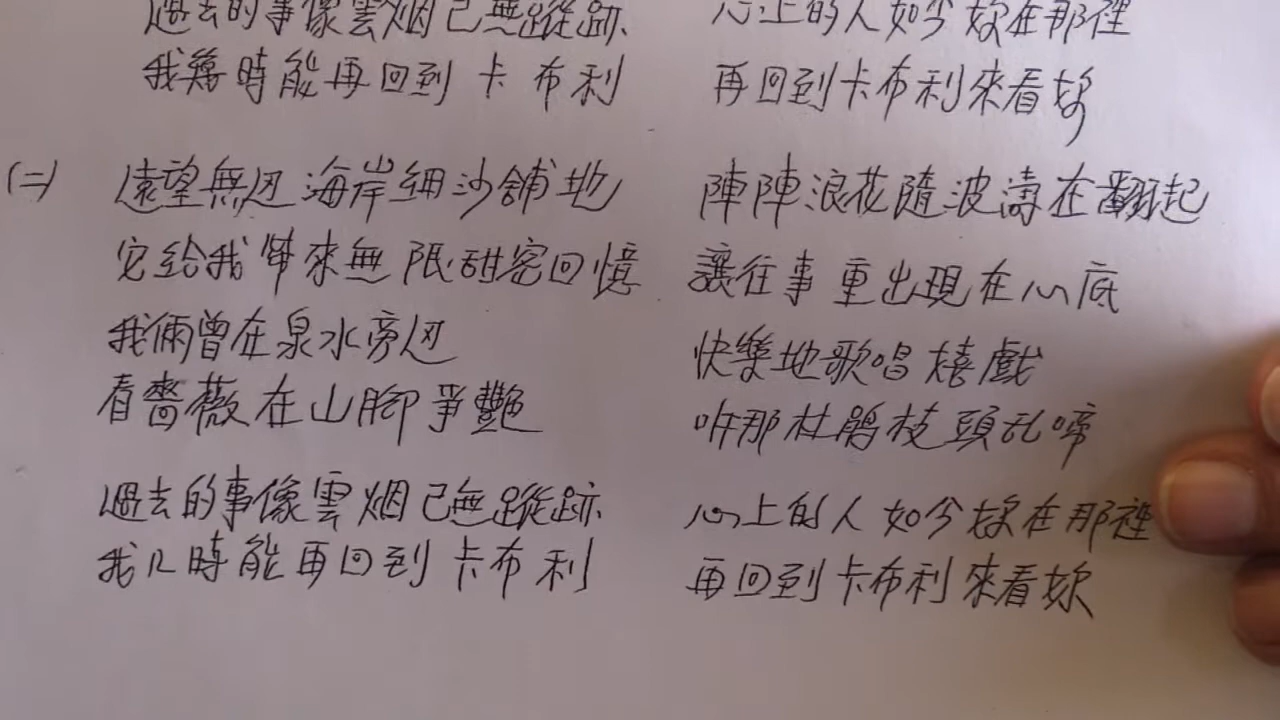 過去的事像雲烟已無蹤跡 心上的人如今妳在那裡
我幾時能再回到卡布利 再回到卡布利來看妳
(二) 遠望無边海岸細沙舖地 陣陣浪花隨波濤在翻起
它給我帶來無限甜密回憶 讓往事重出現在心底
我倆曾在泉水旁边 快樂地歌唱嬉戲
看薔薇在山腳爭艷 听那杜鵑枝頭乱啼
過去的事像雲烟已無蹤跡 心上的人如今妳在那裡
我几時能再回到卡布利 再回到卡布利來看妳